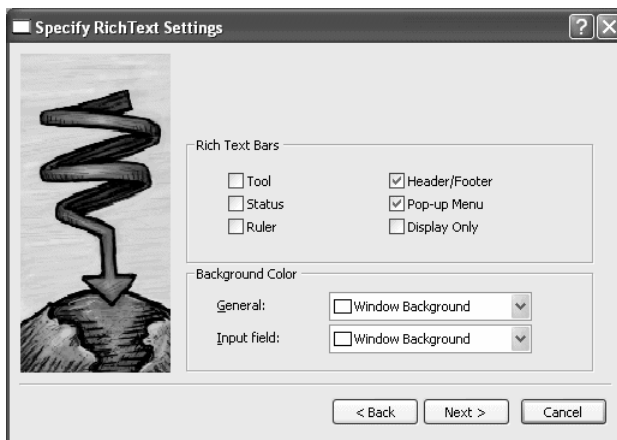 Specify RichText Settings
Rich Text Bars
Tool
Header/Footer
Status
Pop-up Menu
Ruler
Display Only
Background Color
General:
Window Background
Input field:
Window Background
< Back
Next >
Cancel